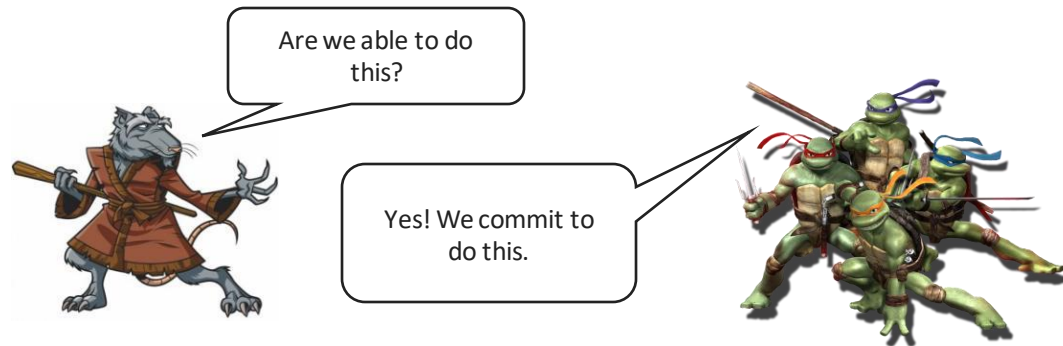 Are we able to do
this?
Yes! We commit to
do this.